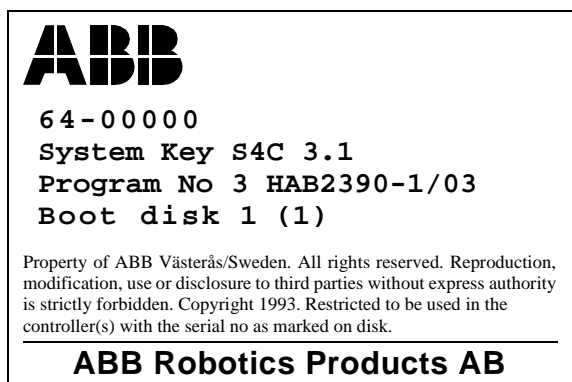 ABB
64-00000
System Key S4C 3.1
Program No 3 HAB2390-1/03
Boot disk 1 (1)
Property of ABB Västerås/Sweden. All rights reserved. Reproduction,
modification, use or disclosure to third parties without express authority
is strictly forbidden. Copyright 1993. Restricted to be used in the
controller(s) with the serial no as marked on disk.
ABB Robotics Products AB